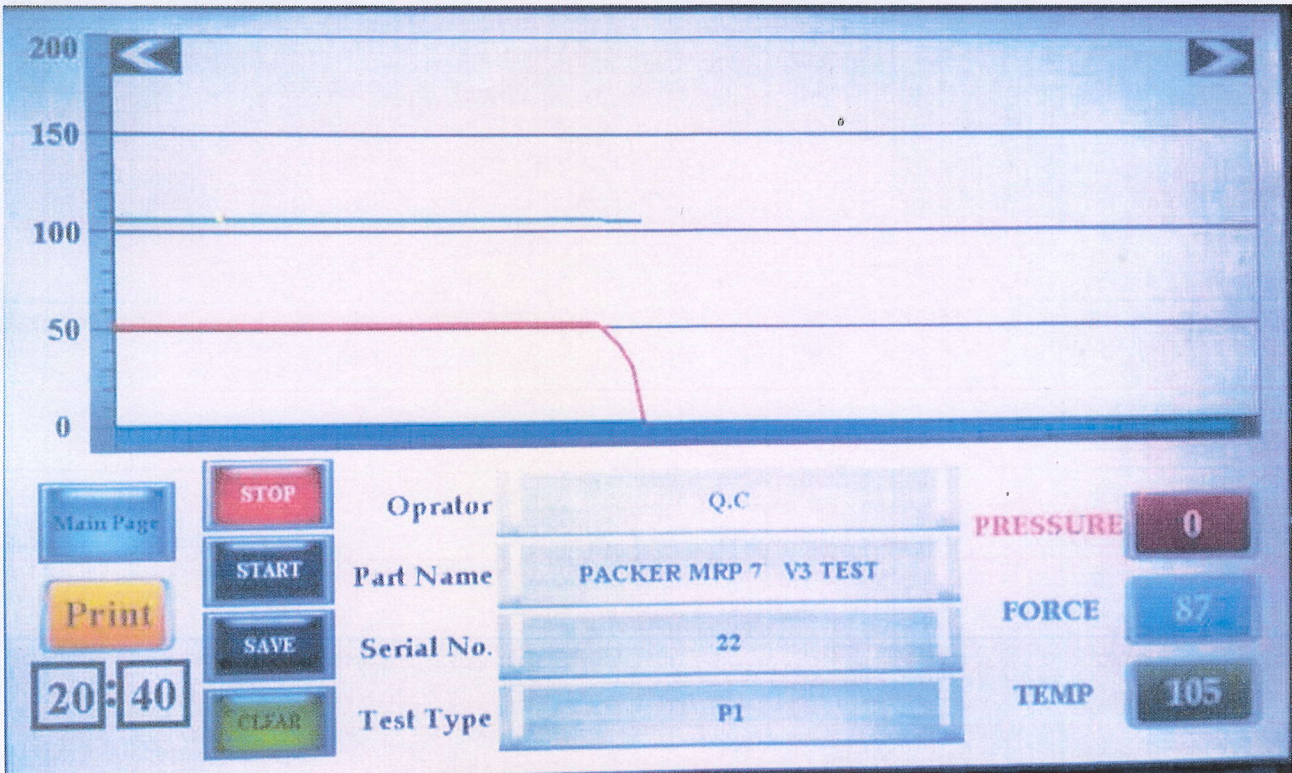 200
150
100
50
0
Main Page
Print
20:40
STOP
START
SAVE
CLEAR
Oprator Q.C
Part Name PACKER MRP 7 V3 TEST
Serial No. 22
Test Type P1
PRESSURE 0
FORCE 87
TEMP 105